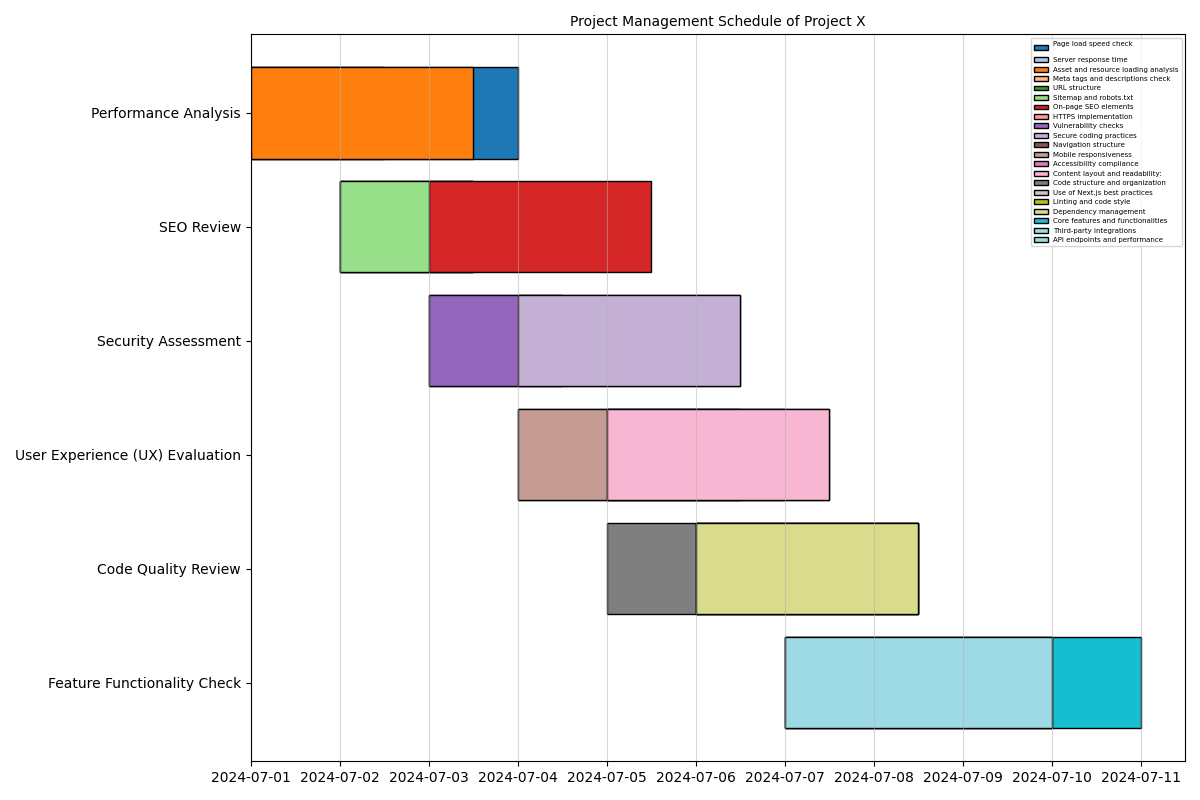 Project Management Schedule of Project X
Page load speed check
Server response time
Asset and resource loading analysis
Meta tags and descriptions check
URL structure
Sitemap and robots.txt
On-page SEO elements
HTTPS implementation
Vulnerability checks
Secure coding practices
Navigation structure
Mobile responsiveness
Accessibility compliance
Content layout and readability:
Code structure and organization
Use of Next.js best practices
Linting and code style
Dependency management
Core features and functionalities
Third-party integrations
API endpoints and performance
Performance Analysis
SEO Review
Security Assessment
User Experience (UX) Evaluation
Code Quality Review
Feature Functionality Check
2024-07-01 2024-07-02 2024-07-03 2024-07-04 2024-07-05 2024-07-06 2024-07-07 2024-07-08 2024-07-09 2024-07-10 2024-07-11